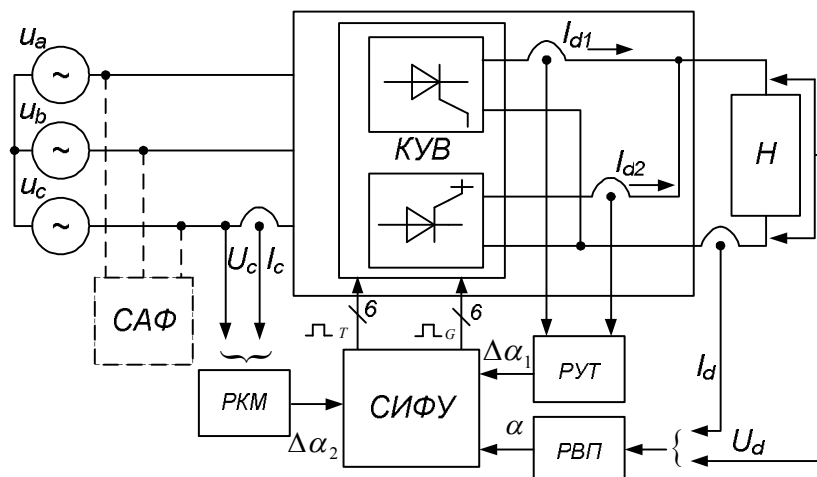 u_a
~
u_b
~
u_c
~
САФ
U_c I_c
КУВ
I_d1
I_d2
Н
6
6
T
G
РКМ
Δα_2
СИФУ
Δα_1
РУТ
α
РВП
I_d
U_d